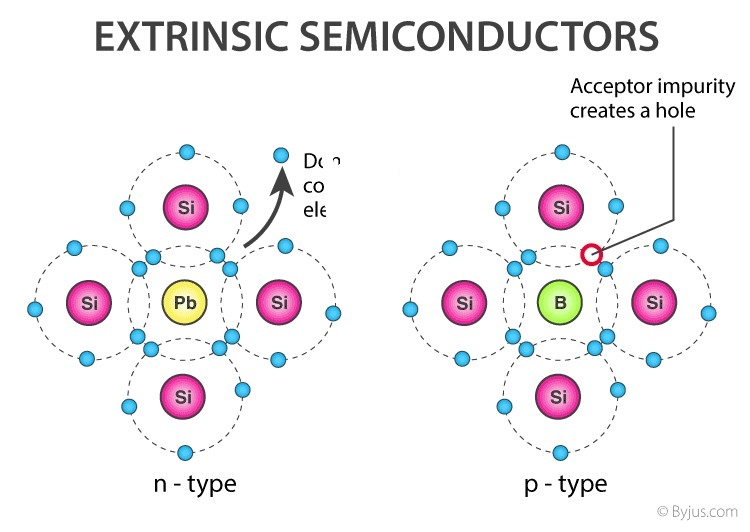 EXTRINSIC SEMICONDUCTORS
Acceptor impurity
creates a hole
Si
Si
Si
Pb
Si
Si
B
Si
Si
Si
n - type
p - type
© Byjus.com